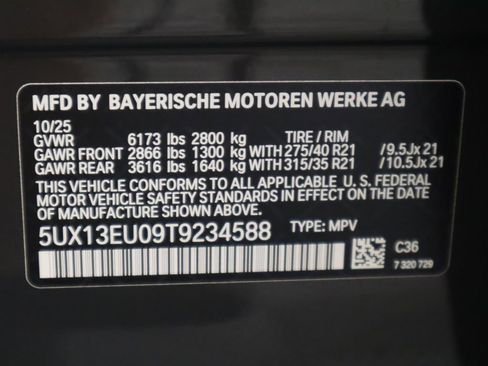 MFD BY BAYERISCHE MOTOREN WERKE AG
10/25
GVWR 6173 lbs 2800 kg TIRE / RIM
GAWR FRONT 2866 lbs 1300 kg WITH 275/40 R21 /9.5Jx 21
GAWR REAR 3616 lbs 1640 kg WITH 315/35 R21 /10.5Jx 21
THIS VEHICLE CONFORMS TO ALL APPLICABLE U. S. FEDERAL
MOTOR VEHICLE SAFETY STANDARDS IN EFFECT ON THE
DATE OF MANUFACTURE SHOWN ABOVE.
5UX13EU09T9234588 TYPE: MPV
C36
7 320 729